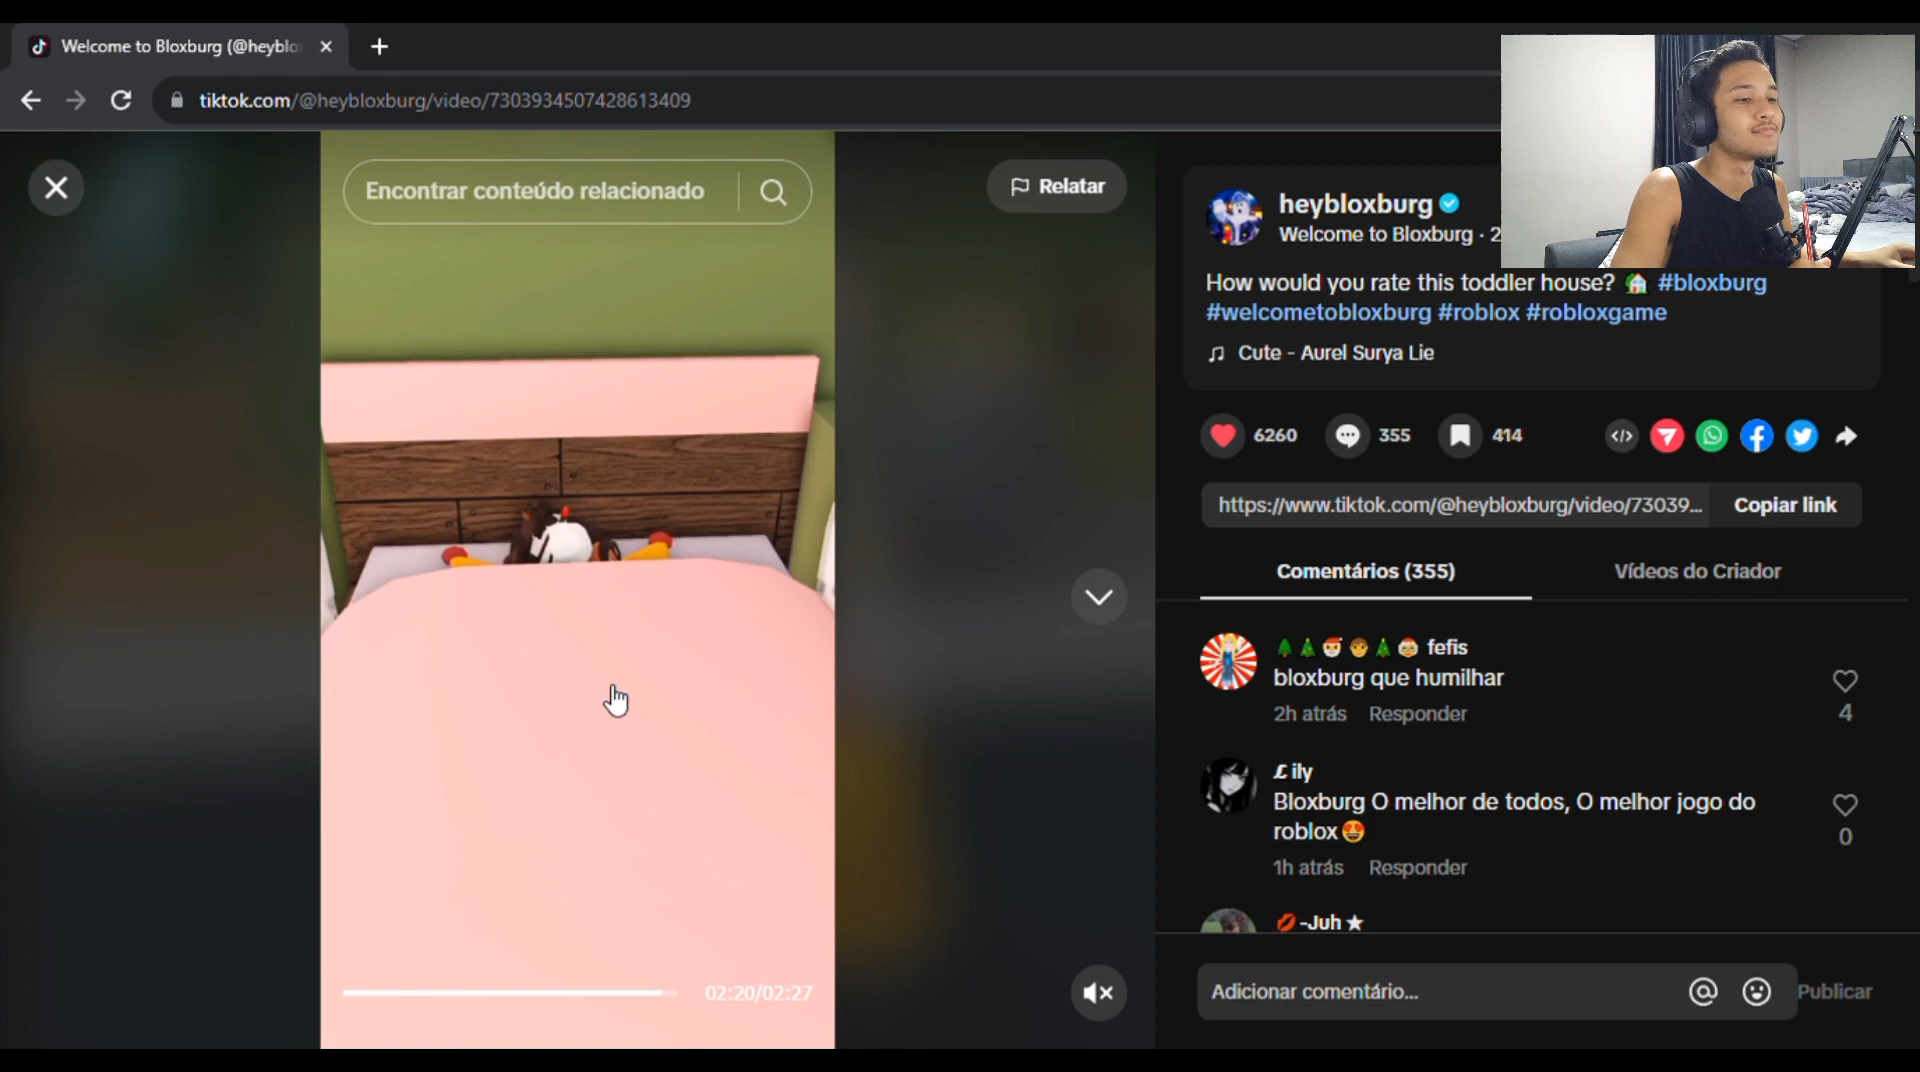 Welcome to Bloxburg (@heyblo
tiktok.com/@heybloxburg/video/7303934507428613409
Encontrar conteúdo relacionado
Relatar
heybloxburg
Welcome to Bloxburg · 2
How would you rate this toddler house? 🏡 #bloxburg
#welcometobloxburg #roblox #robloxgame
Cute - Aurel Surya Lie
6260
355
414
https://www.tiktok.com/@heybloxburg/video/73039...
Copiar link
Comentários (355)
Vídeos do Criador
🌲🎄🎅🧑🎄🤶 fefis
bloxburg que humilhar
2h atrás
Responder
4
£ ily
Bloxburg O melhor de todos, O melhor jogo do
roblox😍
0
1h atrás
Responder
💋-Juh★
02:20/02:27
Adicionar comentário...
Publicar